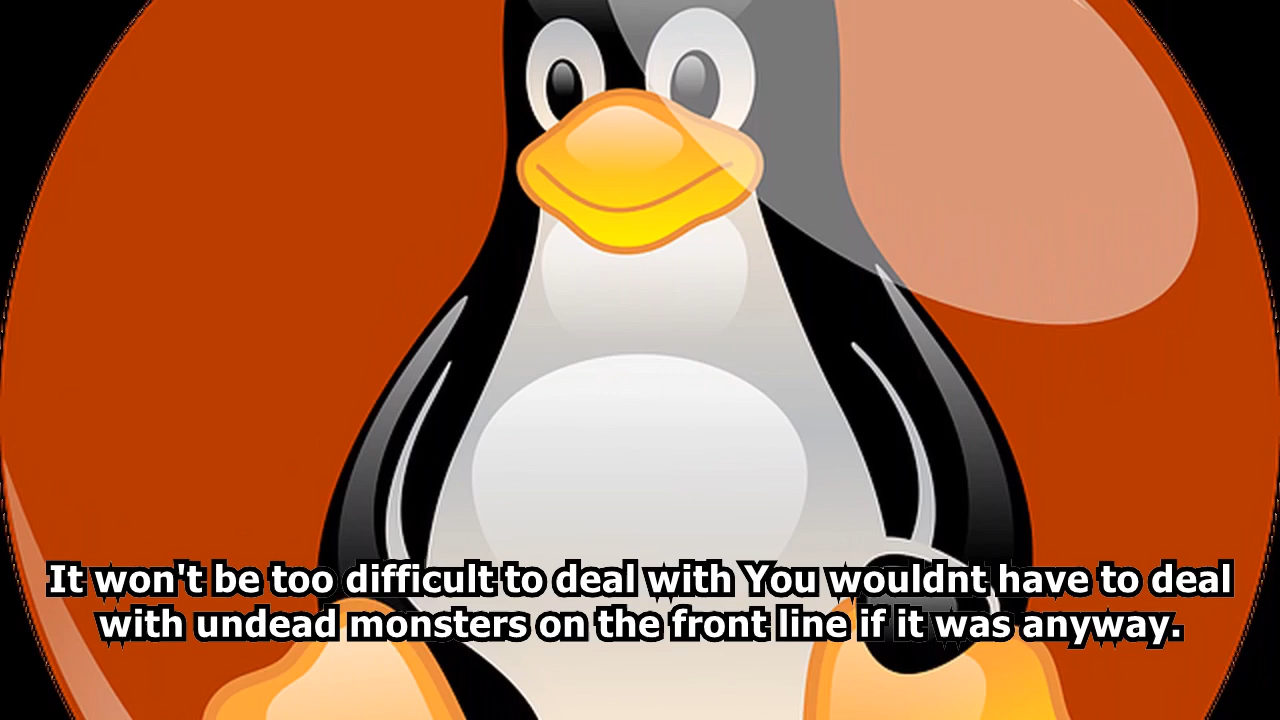 It won't be too difficult to deal with You wouldnt have to deal
with undead monsters on the front line if it was anyway.